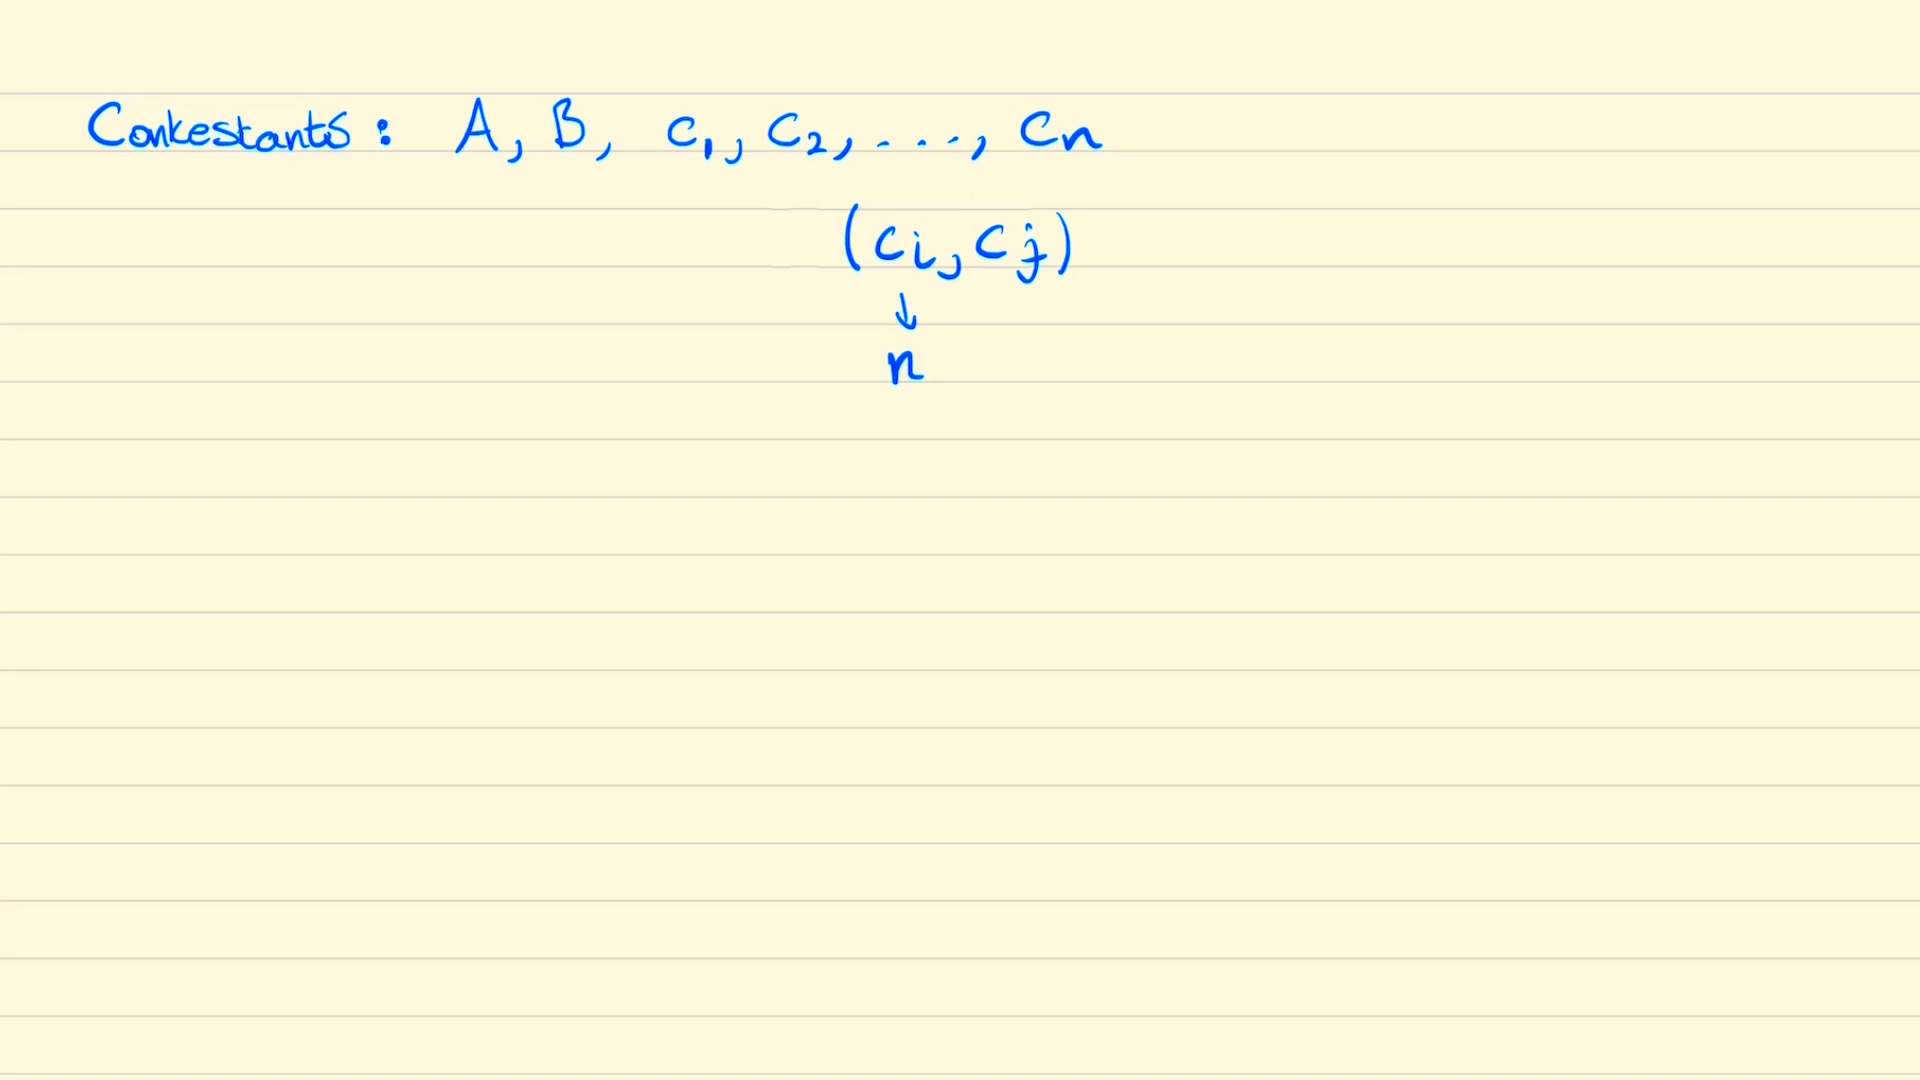 Contestants: A, B, c₁, c₂, ..., cₙ
(cᵢ, cⱼ)
↓
n